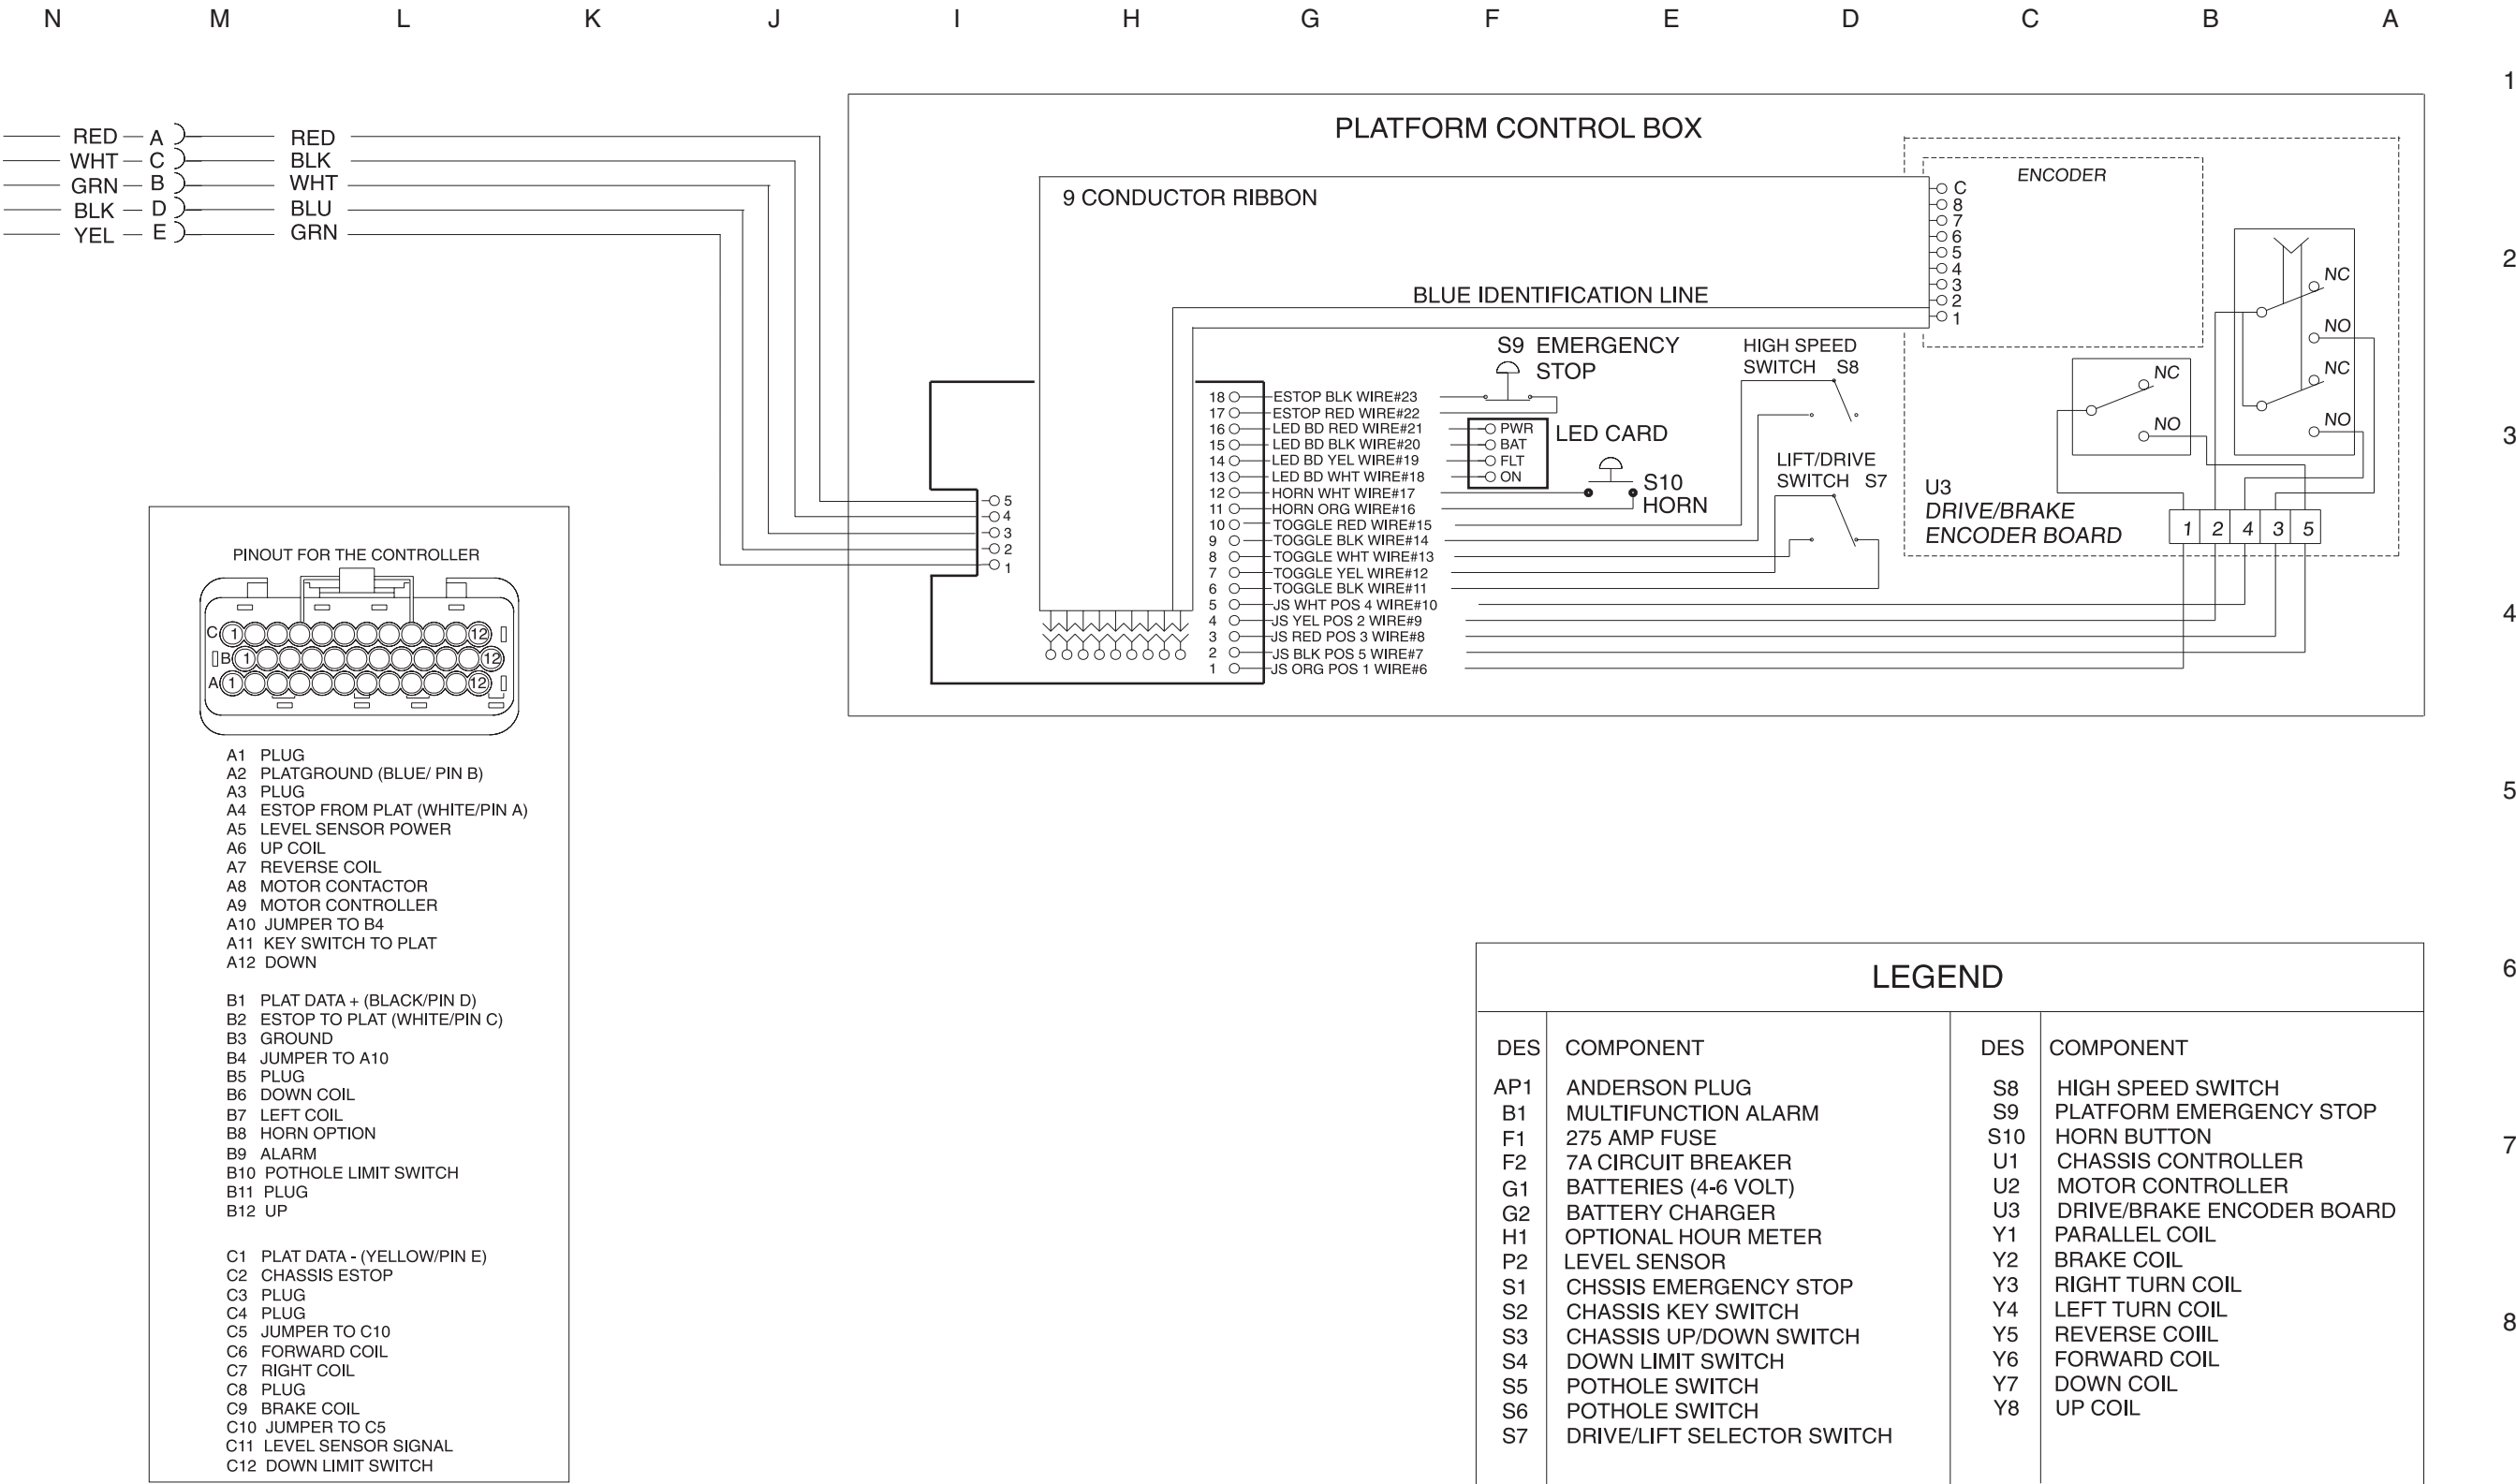 N M L K J I H G F E D C B A
1
2
3
4
5
6
7
8
RED A RED
WHT C BLK
GRN B WHT
BLK D BLU
YEL E GRN
PLATFORM CONTROL BOX
9 CONDUCTOR RIBBON
BLUE IDENTIFICATION LINE
ENCODER
C
8
7
6
5
4
3
2
1
NC
NO
NC
NO
NC
NO
S9 EMERGENCY
STOP
HIGH SPEED
SWITCH S8
LED CARD
PWR
BAT
FLT
ON
S10
HORN
LIFT/DRIVE
SWITCH S7
U3
DRIVE/BRAKE
ENCODER BOARD
1 2 4 3 5
5
4
3
2
1
18 ESTOP BLK WIRE#23
17 ESTOP RED WIRE#22
16 LED BD RED WIRE#21
15 LED BD BLK WIRE#20
14 LED BD YEL WIRE#19
13 LED BD WHT WIRE#18
12 HORN WHT WIRE#17
11 HORN ORG WIRE#16
10 TOGGLE RED WIRE#15
9 TOGGLE BLK WIRE#14
8 TOGGLE WHT WIRE#13
7 TOGGLE YEL WIRE#12
6 TOGGLE BLK WIRE#11
5 JS WHT POS 4 WIRE#10
4 JS YEL POS 2 WIRE#9
3 JS RED POS 3 WIRE#8
2 JS BLK POS 5 WIRE#7
1 JS ORG POS 1 WIRE#6
PINOUT FOR THE CONTROLLER
C 1 12
B 1 12
A 1 12
A1 PLUG
A2 PLATGROUND (BLUE/ PIN B)
A3 PLUG
A4 ESTOP FROM PLAT (WHITE/PIN A)
A5 LEVEL SENSOR POWER
A6 UP COIL
A7 REVERSE COIL
A8 MOTOR CONTACTOR
A9 MOTOR CONTROLLER
A10 JUMPER TO B4
A11 KEY SWITCH TO PLAT
A12 DOWN
B1 PLAT DATA + (BLACK/PIN D)
B2 ESTOP TO PLAT (WHITE/PIN C)
B3 GROUND
B4 JUMPER TO A10
B5 PLUG
B6 DOWN COIL
B7 LEFT COIL
B8 HORN OPTION
B9 ALARM
B10 POTHOLE LIMIT SWITCH
B11 PLUG
B12 UP
C1 PLAT DATA - (YELLOW/PIN E)
C2 CHASSIS ESTOP
C3 PLUG
C4 PLUG
C5 JUMPER TO C10
C6 FORWARD COIL
C7 RIGHT COIL
C8 PLUG
C9 BRAKE COIL
C10 JUMPER TO C5
C11 LEVEL SENSOR SIGNAL
C12 DOWN LIMIT SWITCH
LEGEND
DES COMPONENT
AP1 ANDERSON PLUG
B1 MULTIFUNCTION ALARM
F1 275 AMP FUSE
F2 7A CIRCUIT BREAKER
G1 BATTERIES (4-6 VOLT)
G2 BATTERY CHARGER
H1 OPTIONAL HOUR METER
P2 LEVEL SENSOR
S1 CHSSIS EMERGENCY STOP
S2 CHASSIS KEY SWITCH
S3 CHASSIS UP/DOWN SWITCH
S4 DOWN LIMIT SWITCH
S5 POTHOLE SWITCH
S6 POTHOLE SWITCH
S7 DRIVE/LIFT SELECTOR SWITCH
DES COMPONENT
S8 HIGH SPEED SWITCH
S9 PLATFORM EMERGENCY STOP
S10 HORN BUTTON
U1 CHASSIS CONTROLLER
U2 MOTOR CONTROLLER
U3 DRIVE/BRAKE ENCODER BOARD
Y1 PARALLEL COIL
Y2 BRAKE COIL
Y3 RIGHT TURN COIL
Y4 LEFT TURN COIL
Y5 REVERSE COIIL
Y6 FORWARD COIL
Y7 DOWN COIL
Y8 UP COIL